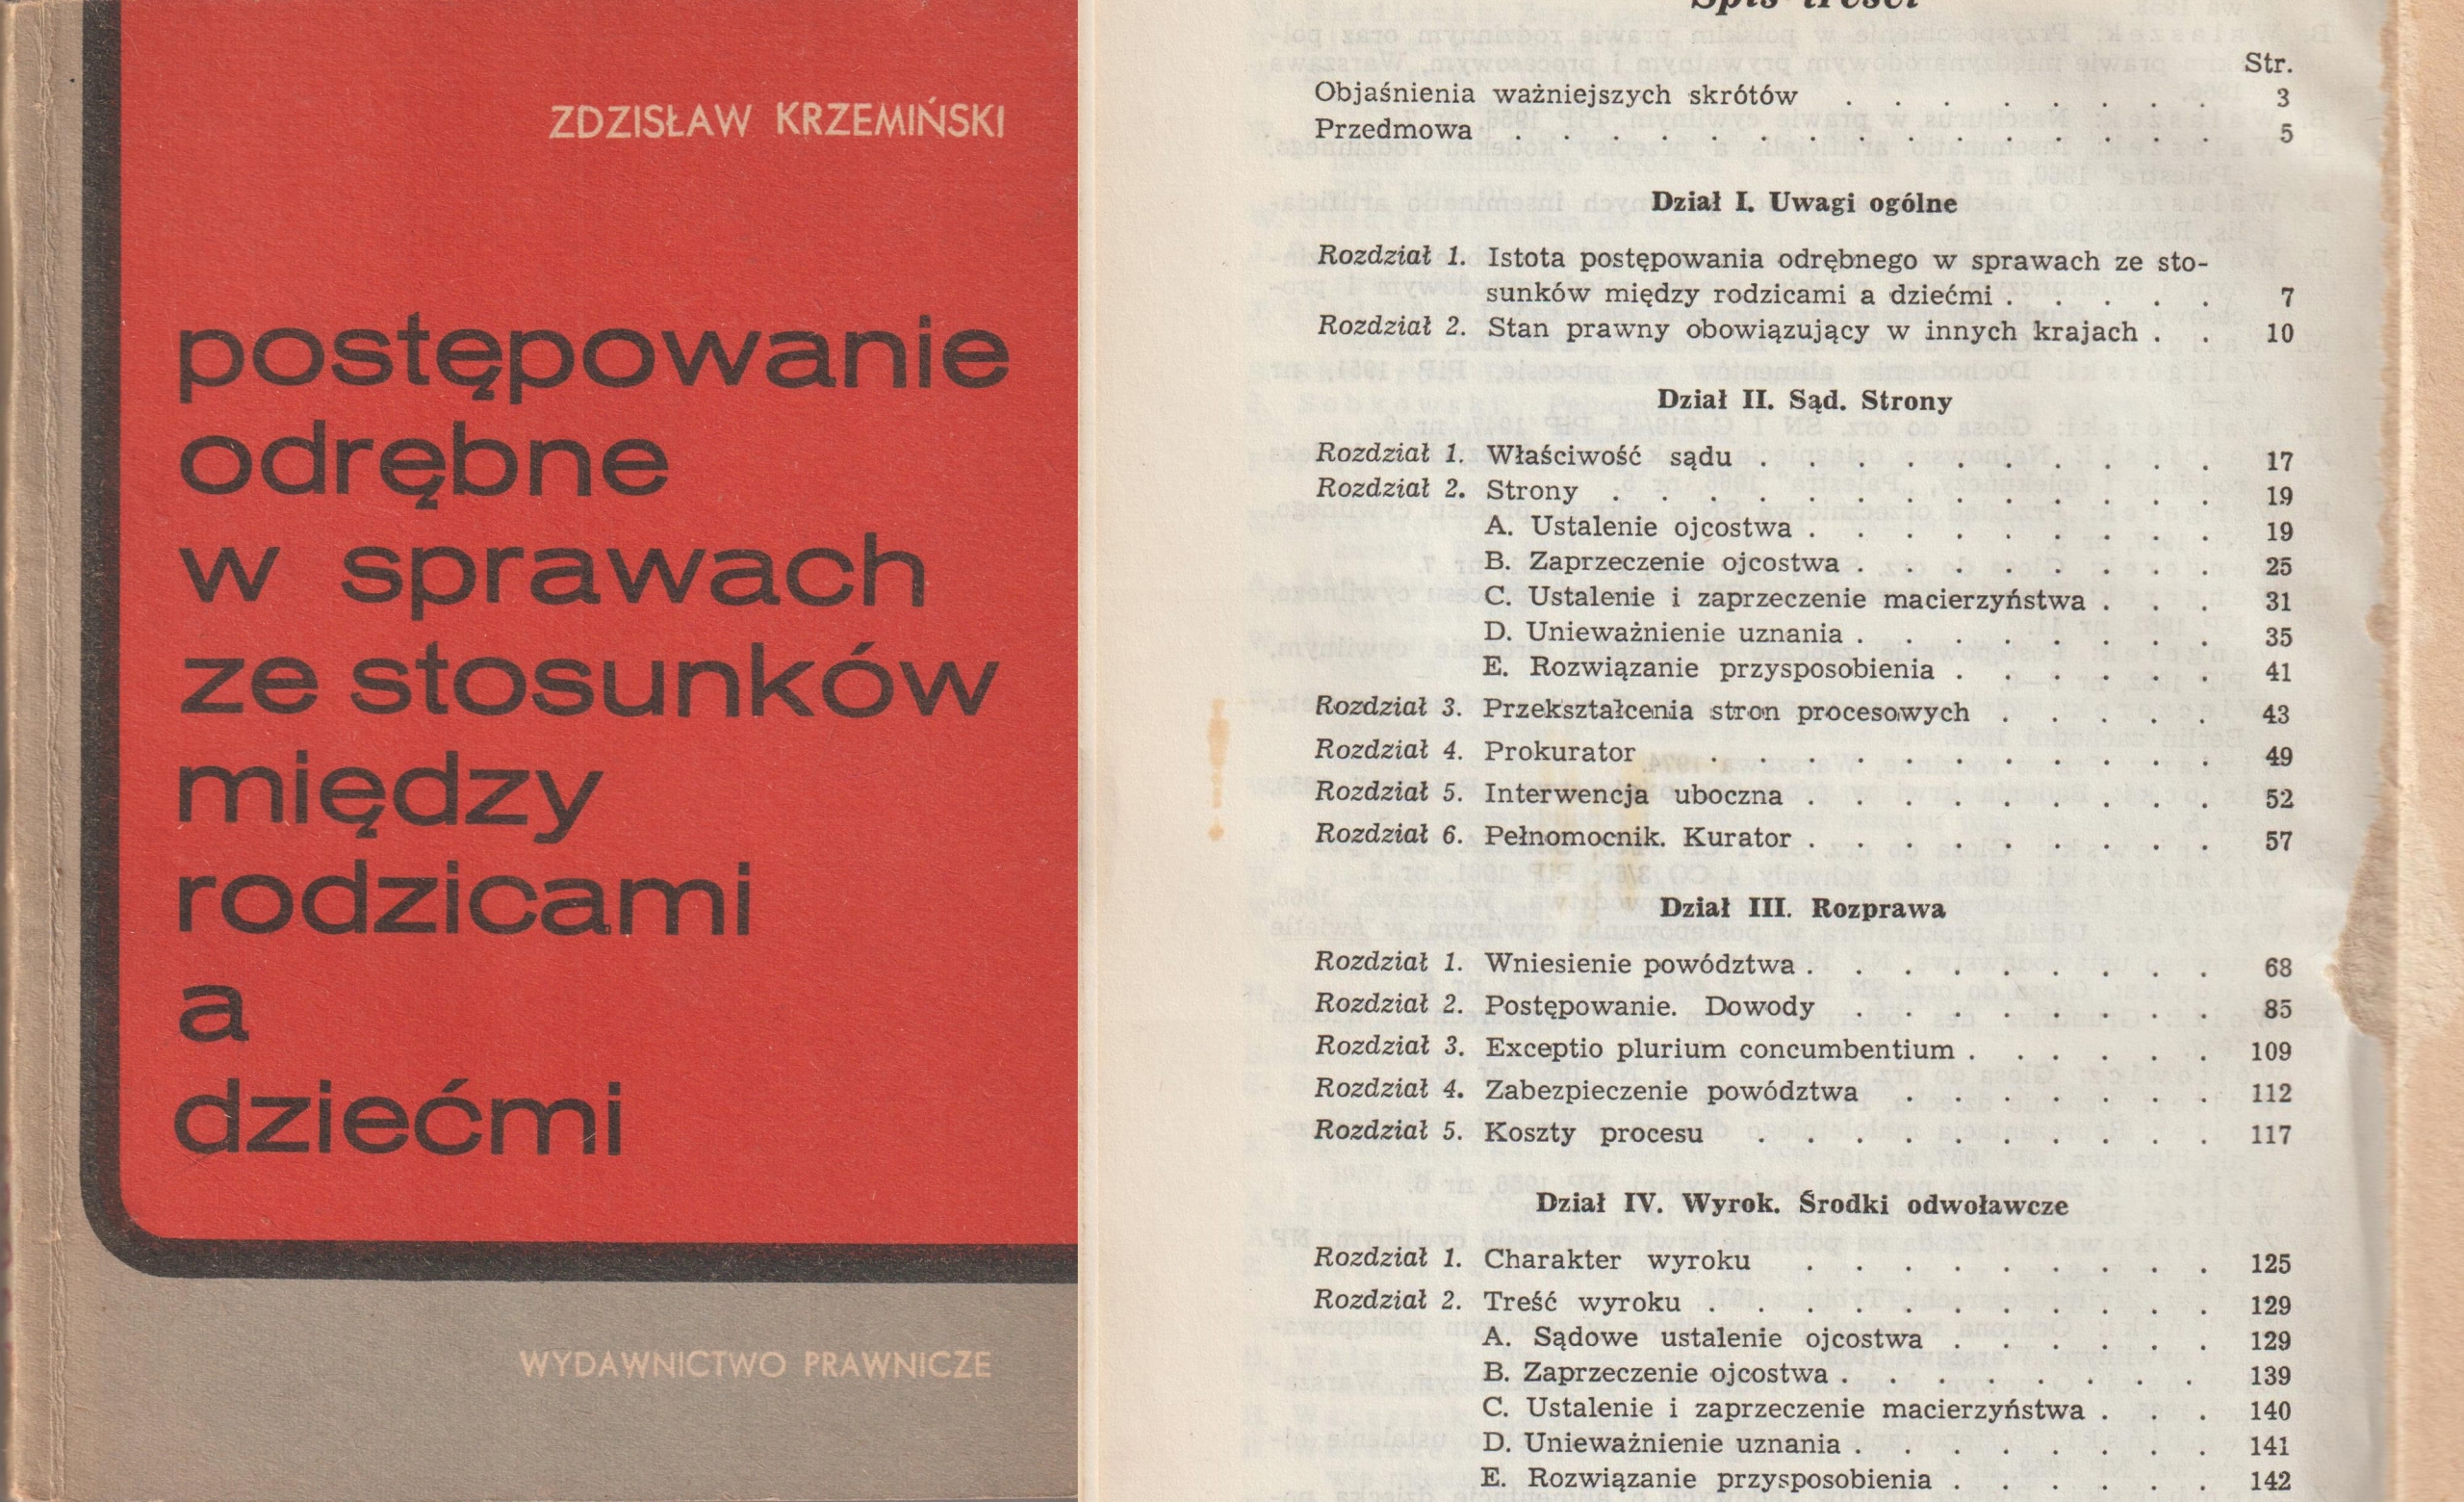 ZDZISŁAW KRZEMIŃSKI
postępowanie
odrębne
w sprawach
ze stosunków
między
rodzicami
a
dziećmi
WYDAWNICTWO PRAWNICZE
Spis treści
Str.
Objaśnienia ważniejszych skrótów . . . . . . . . 3
Przedmowa . . . . . . . . . . . . . . . 5
Dział I. Uwagi ogólne
Rozdział 1. Istota postępowania odrębnego w sprawach ze sto-
sunków między rodzicami a dziećmi . . . . . 7
Rozdział 2. Stan prawny obowiązujący w innych krajach . . 10
Dział II. Sąd. Strony
Rozdział 1. Właściwość sądu . . . . . . . . . . 17
Rozdział 2. Strony . . . . . . . . . . . . . 19
A. Ustalenie ojcostwa . . . . . . . . . 19
B. Zaprzeczenie ojcostwa . . . . . . . . 25
C. Ustalenie i zaprzeczenie macierzyństwa . . . 31
D. Unieważnienie uznania . . . . . . . . 35
E. Rozwiązanie przysposobienia . . . . . . 41
Rozdział 3. Przekształcenia stron procesowych . . . . . 43
Rozdział 4. Prokurator . . . . . . . . . . . 49
Rozdział 5. Interwencja uboczna . . . . . . . . . 52
Rozdział 6. Pełnomocnik. Kurator . . . . . . . . . 57
Dział III. Rozprawa
Rozdział 1. Wniesienie powództwa . . . . . . . . . 68
Rozdział 2. Postępowanie. Dowody . . . . . . . . 85
Rozdział 3. Exceptio plurium concumbentium . . . . . . 109
Rozdział 4. Zabezpieczenie powództwa . . . . . . . 112
Rozdział 5. Koszty procesu . . . . . . . . . . 117
Dział IV. Wyrok. Środki odwoławcze
Rozdział 1. Charakter wyroku . . . . . . . . . 125
Rozdział 2. Treść wyroku . . . . . . . . . . . 129
A. Sądowe ustalenie ojcostwa . . . . . . 129
B. Zaprzeczenie ojcostwa . . . . . . . . 139
C. Ustalenie i zaprzeczenie macierzyństwa . . . 140
D. Unieważnienie uznania . . . . . . . . 141
E. Rozwiązanie przysposobienia . . . . . . 142